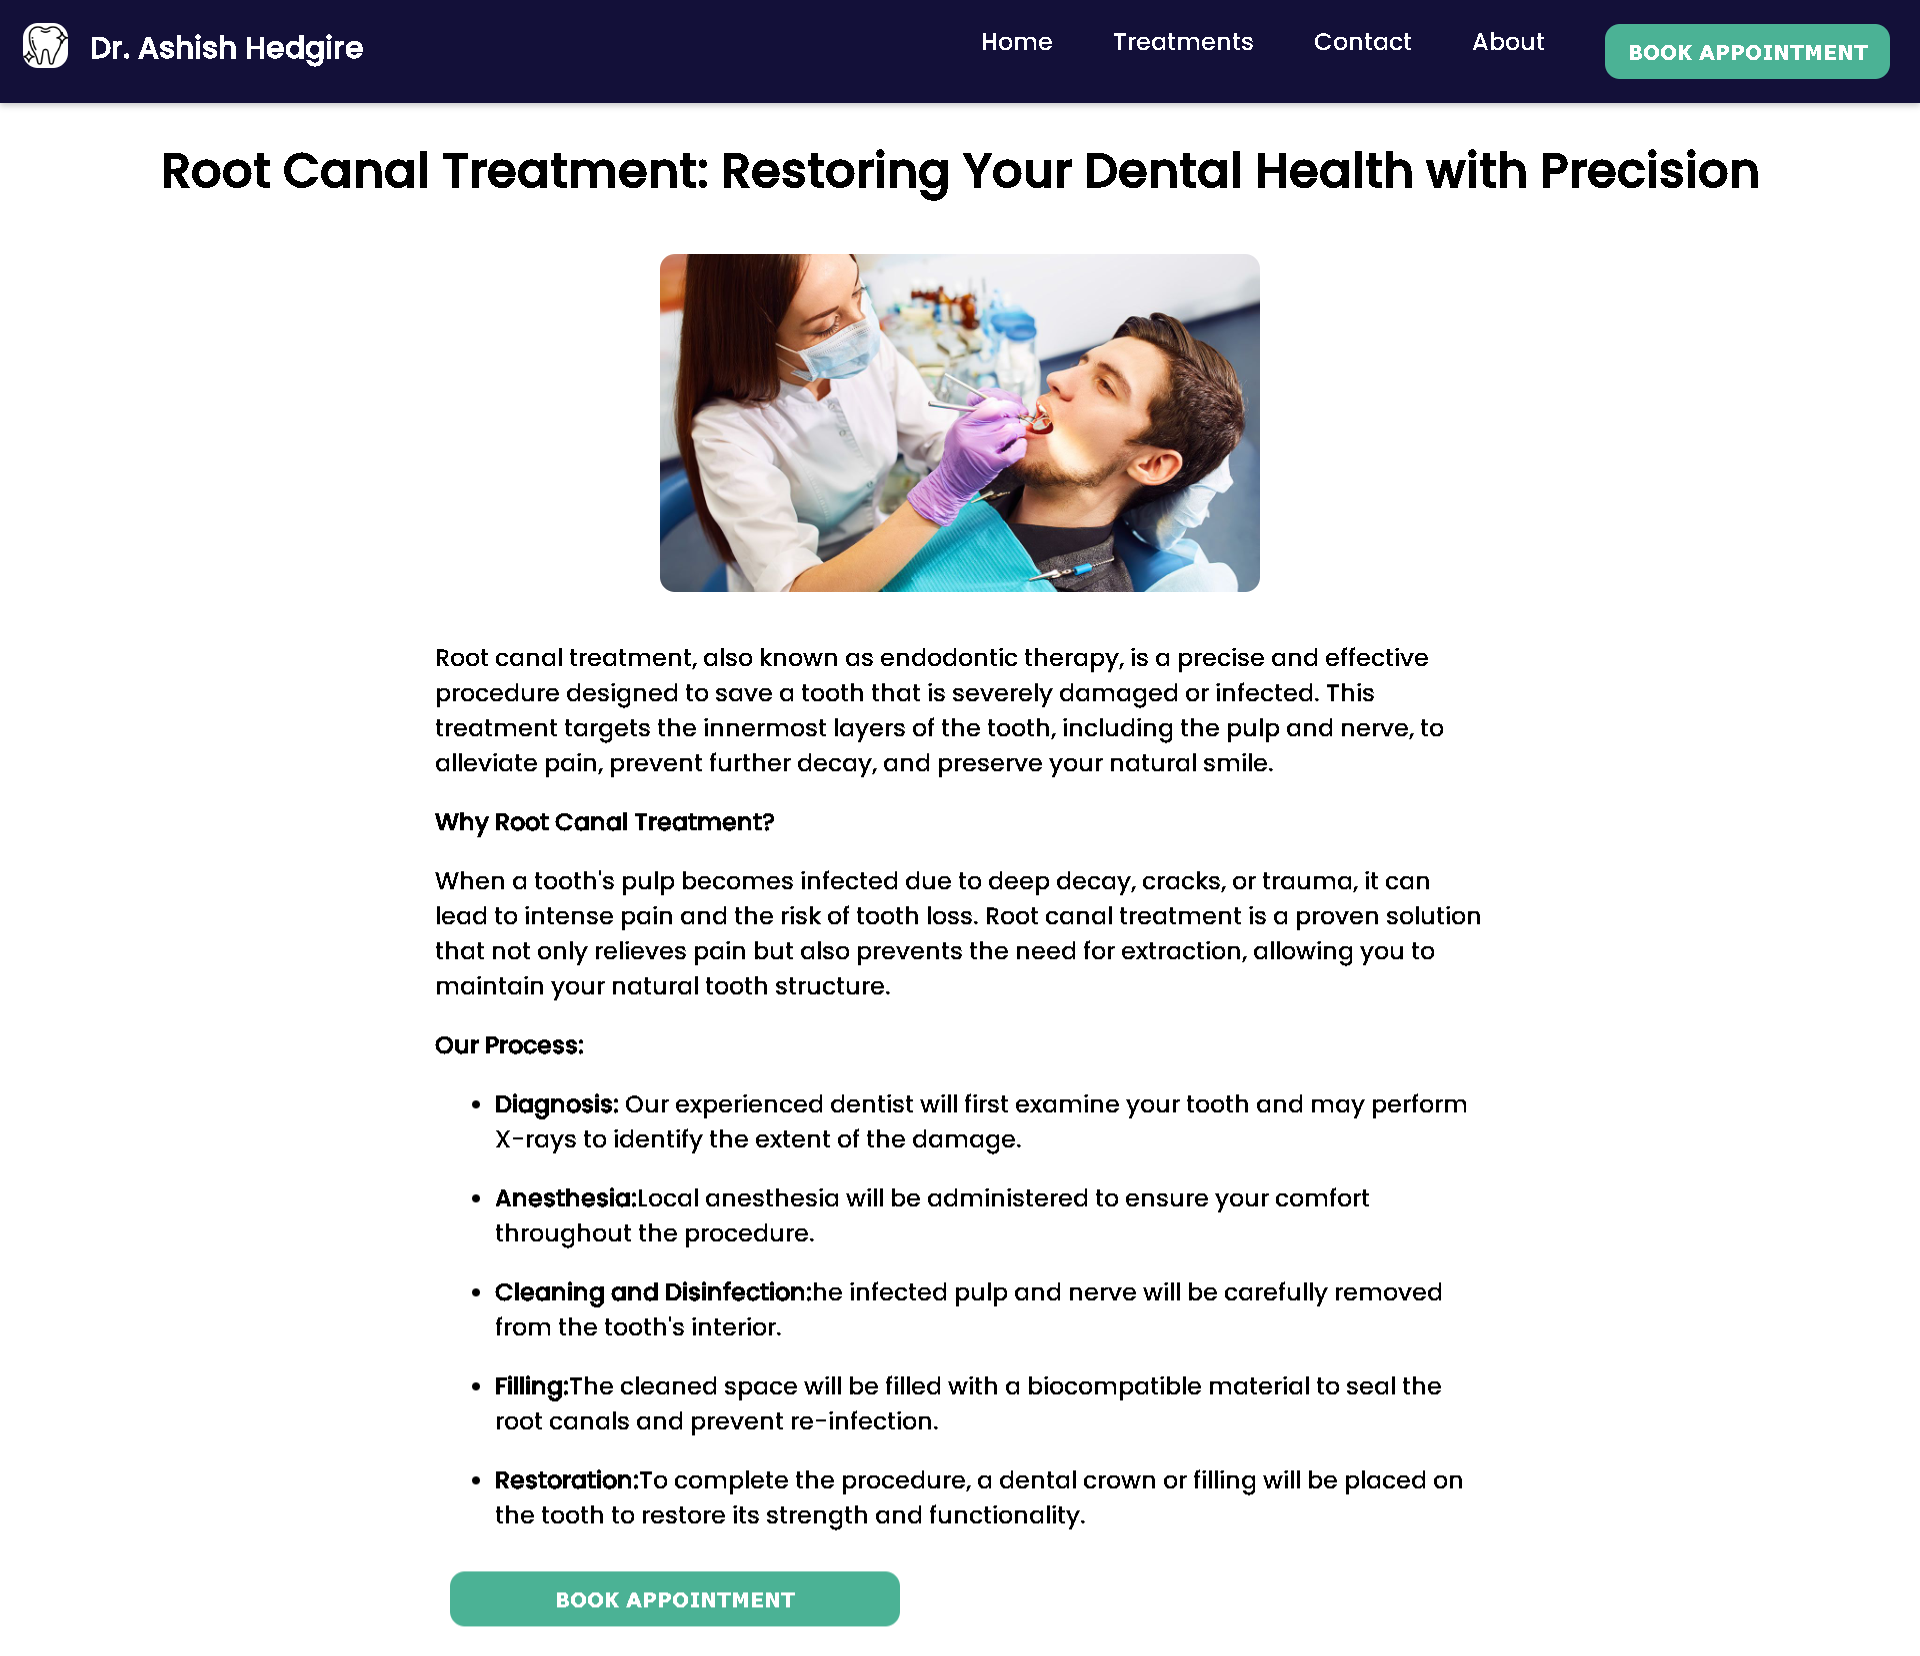 Dr. Ashish Hedgire
Home
Treatments
Contact
About
BOOK APPOINTMENT
Root Canal Treatment: Restoring Your Dental Health with Precision
Root canal treatment, also known as endodontic therapy, is a precise and effective
procedure designed to save a tooth that is severely damaged or infected. This
treatment targets the innermost layers of the tooth, including the pulp and nerve, to
alleviate pain, prevent further decay, and preserve your natural smile.
Why Root Canal Treatment?
When a tooth's pulp becomes infected due to deep decay, cracks, or trauma, it can
lead to intense pain and the risk of tooth loss. Root canal treatment is a proven solution
that not only relieves pain but also prevents the need for extraction, allowing you to
maintain your natural tooth structure.
Our Process:
• Diagnosis: Our experienced dentist will first examine your tooth and may perform
X-rays to identify the extent of the damage.
• Anesthesia:Local anesthesia will be administered to ensure your comfort
throughout the procedure.
• Cleaning and Disinfection:he infected pulp and nerve will be carefully removed
from the tooth's interior.
• Filling:The cleaned space will be filled with a biocompatible material to seal the
root canals and prevent re-infection.
• Restoration:To complete the procedure, a dental crown or filling will be placed on
the tooth to restore its strength and functionality.
BOOK APPOINTMENT